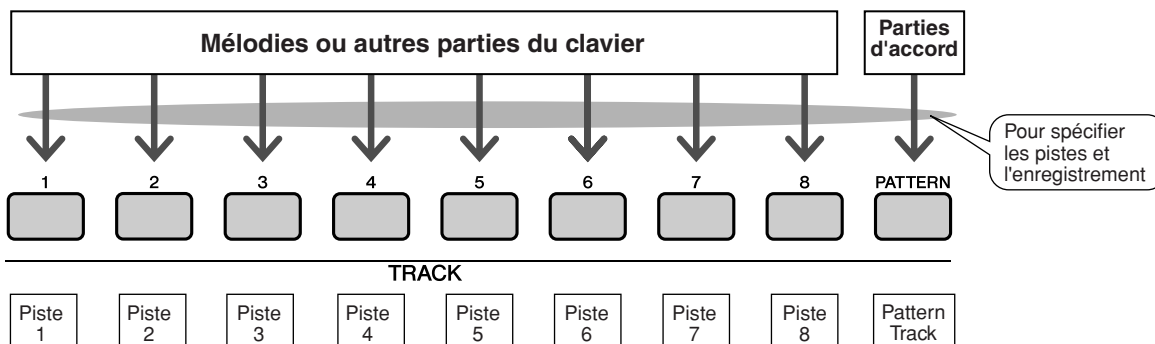 Mélodies ou autres parties du clavier
Parties
d'accord
Pour spécifier
les pistes et
l'enregistrement
1 2 3 4 5 6 7 8 PATTERN
TRACK
Piste
1
Piste
2
Piste
3
Piste
4
Piste
5
Piste
6
Piste
7
Piste
8
Pattern
Track